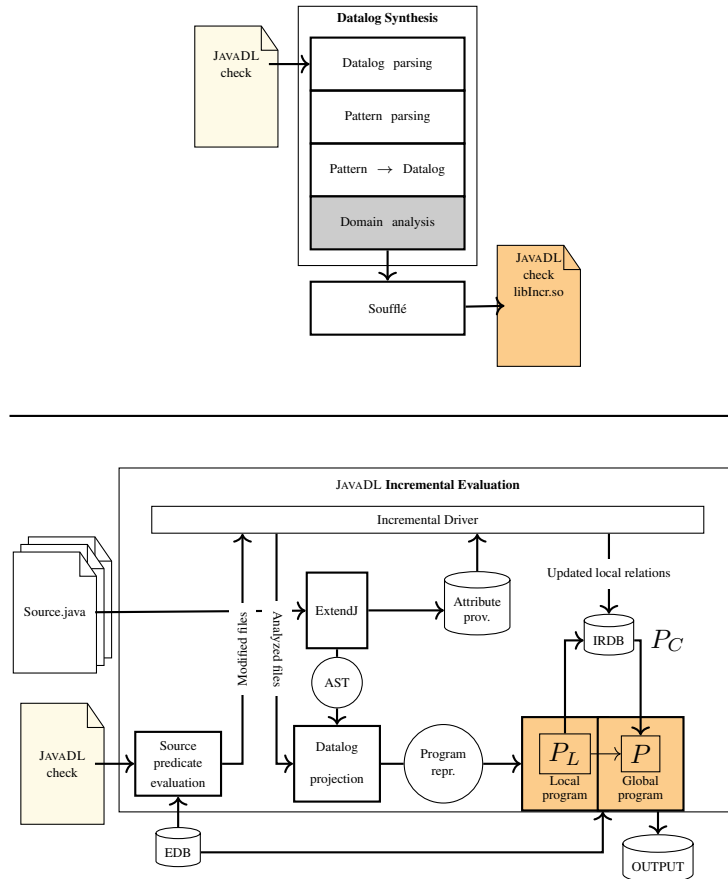 Datalog Synthesis
JAVADL
check
Datalog parsing
Pattern parsing
Pattern → Datalog
Domain analysis
Soufflé
JAVADL
check
libIncr.so
JAVADL Incremental Evaluation
Incremental Driver
Source.java
Modified files
Analyzed files
ExtendJ
Attribute
prov.
Updated local relations
IRDB
P_C
AST
JAVADL
check
Source
predicate
evaluation
Datalog
projection
Program
repr.
P_L
P
Local
program
Global
program
EDB
OUTPUT